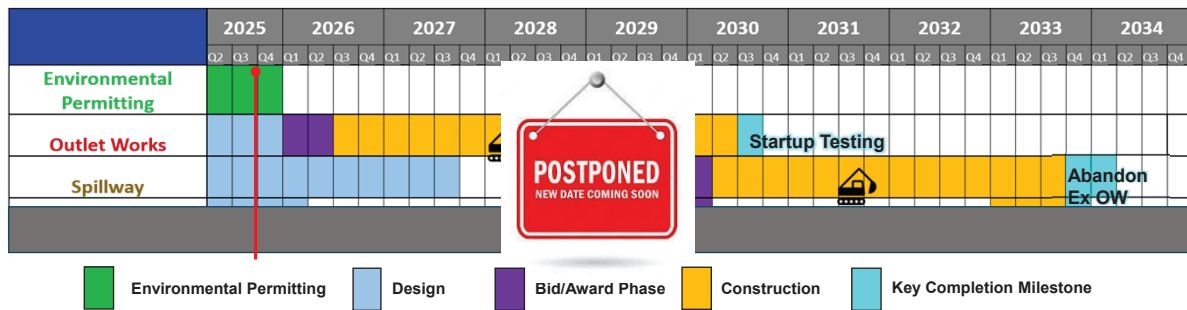 2025 2026 2027 2028 2029 2030 2031 2032 2033 2034
Q2 Q3 Q4 Q1 Q2 Q3 Q4 Q1 Q2 Q3 Q4 Q1 Q2 Q3 Q4 Q1 Q2 Q3 Q4 Q1 Q2 Q3 Q4 Q1 Q2 Q3 Q4 Q1 Q2 Q3 Q4 Q1 Q2 Q3 Q4 Q1 Q2 Q3 Q4
Environmental
Permitting
Outlet Works
Startup Testing
Spillway
Abandon
Ex OW
POSTPONED
NEW DATE COMING SOON
Environmental Permitting
Design
Bid/Award Phase
Construction
Key Completion Milestone